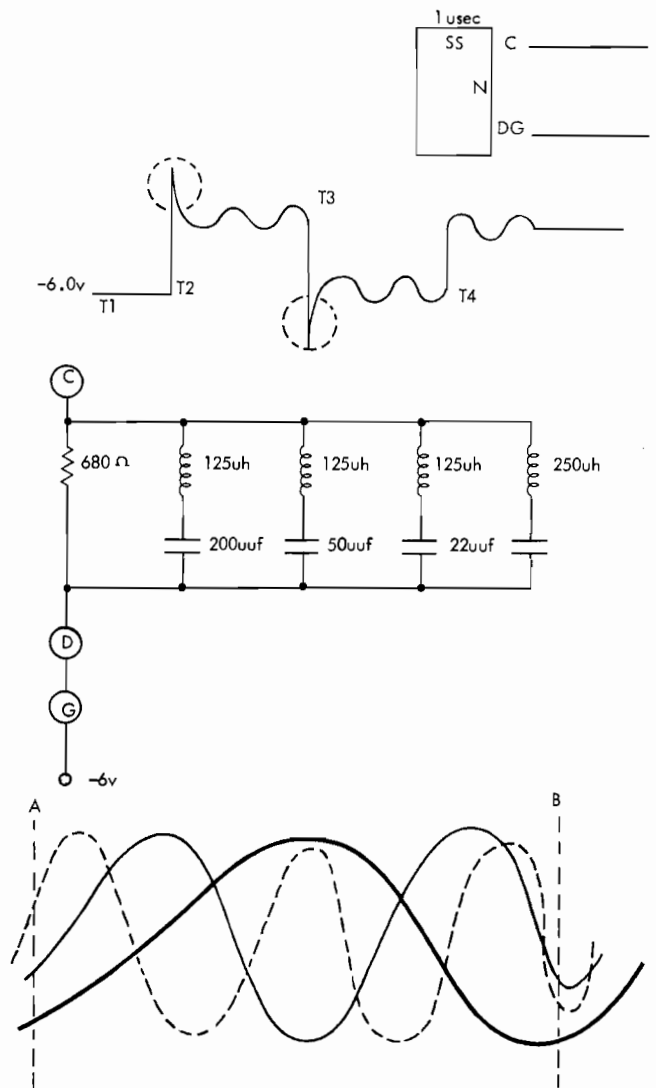 1 usec
SS C
N
DG
T3
-6.0v
T1 T2
T4
C
680 Ω 125uh 125uh 125uh 250uh
200uuf 50uuf 22uuf
D
G
-6v
A B